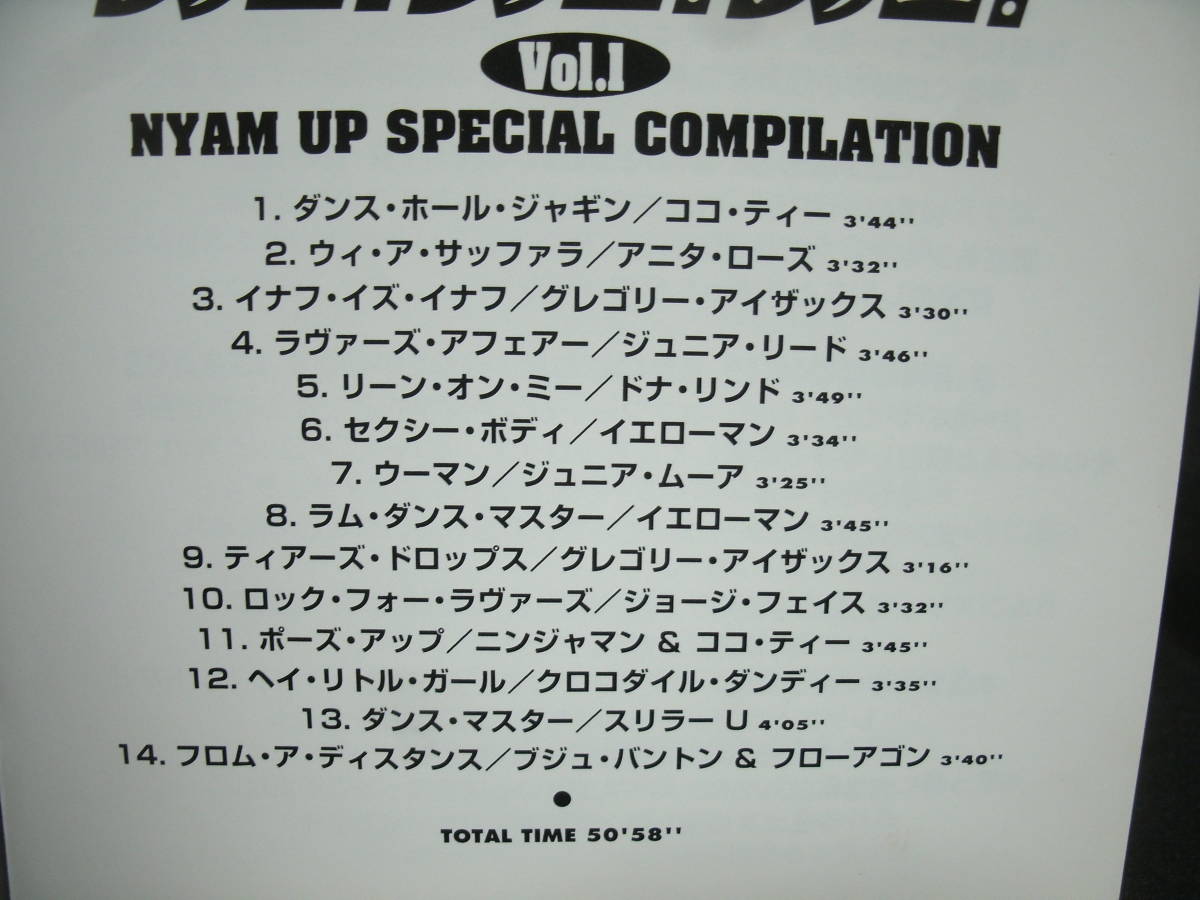 Vol.1
NYAM UP SPECIAL COMPILATION
1. ダンス・ホール・ジャギン／ココ・ティー 3'44''
2. ウィ・ア・サッファラ／アニタ・ローズ 3'32''
3. イナフ・イズ・イナフ／グレゴリー・アイザックス 3'30''
4. ラヴァーズ・アフェアー／ジュニア・リード 3'46''
5. リーン・オン・ミー／ドナ・リンド 3'49''
6. セクシー・ボディ／イエローマン 3'34''
7. ウーマン／ジュニア・ムーア 3'25''
8. ラム・ダンス・マスター／イエローマン 3'45''
9. ティアーズ・ドロップス／グレゴリー・アイザックス 3'16''
10. ロック・フォー・ラヴァーズ／ジョージ・フェイス 3'32''
11. ポーズ・アップ／ニンジャマン & ココ・ティー 3'45''
12. ヘイ・リトル・ガール／クロコダイル・ダンディー 3'35''
13. ダンス・マスター／スリラー U 4'05''
14. フロム・ア・ディスタンス／ブジュ・バントン & フローアゴン 3'40''
●
TOTAL TIME 50'58''